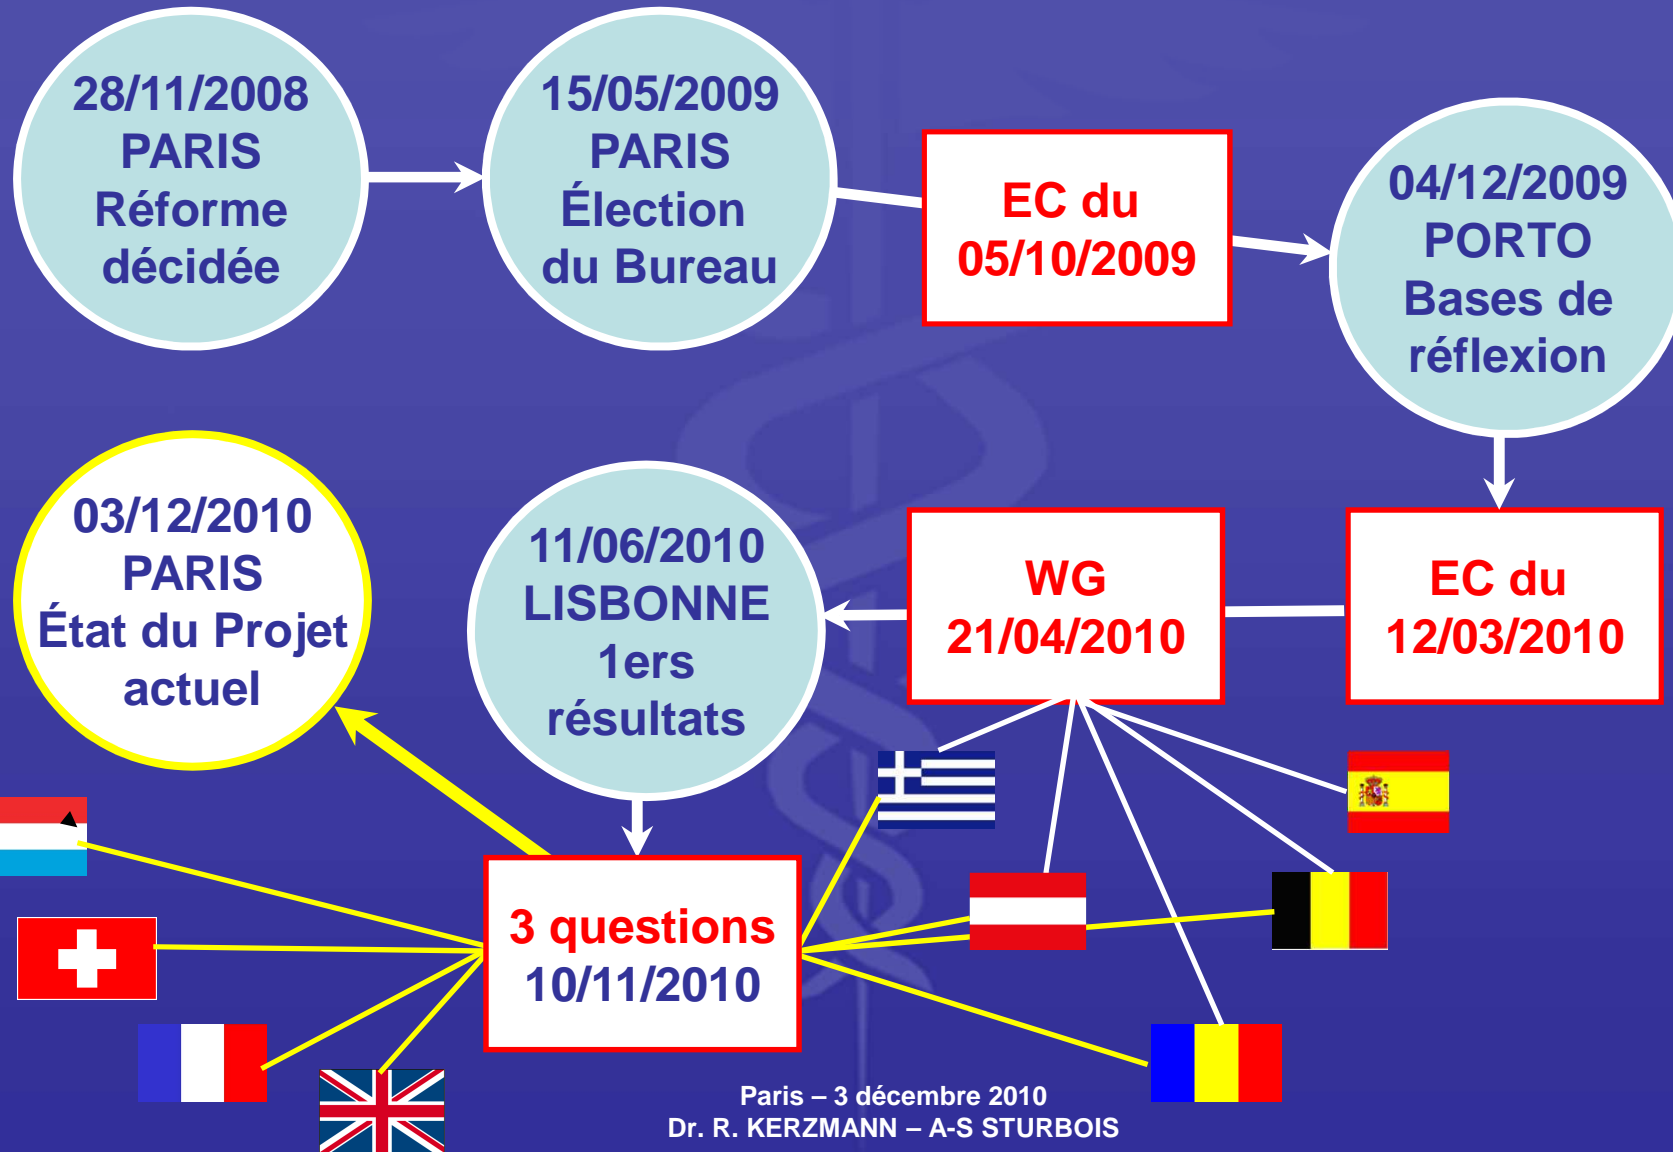 28/11/2008
PARIS
Réforme
décidée
15/05/2009
PARIS
Élection
du Bureau
EC du
05/10/2009
04/12/2009
PORTO
Bases de
réflexion
03/12/2010
PARIS
État du Projet
actuel
11/06/2010
LISBONNE
1ers
résultats
WG
21/04/2010
EC du
12/03/2010
3 questions
10/11/2010
Paris – 3 décembre 2010
Dr. R. KERZMANN – A-S STURBOIS